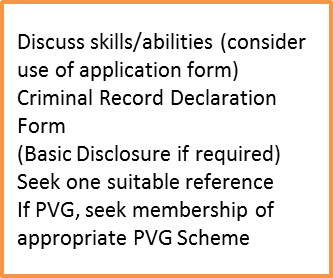 Discuss skills/abilities (consider
use of application form)
Criminal Record Declaration
Form
(Basic Disclosure if required)
Seek one suitable reference
If PVG, seek membership of
appropriate PVG Scheme